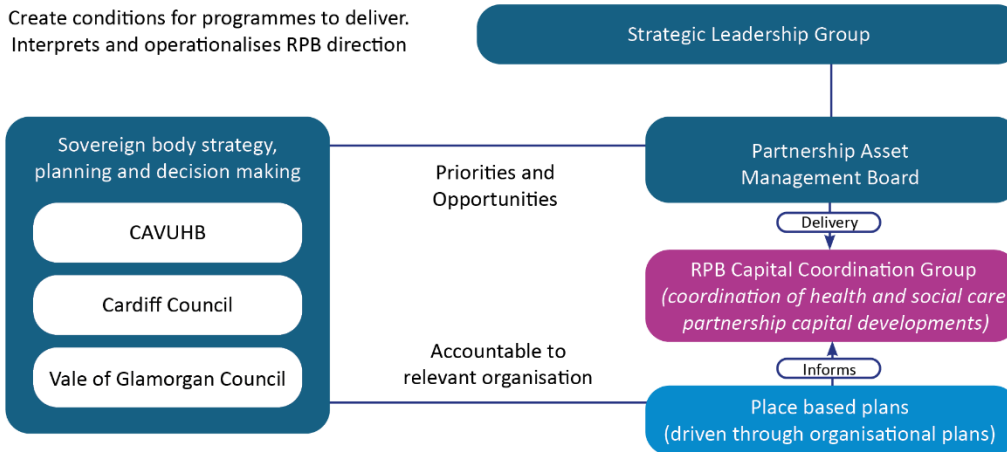 Create conditions for programmes to deliver.
Interprets and operationalises RPB direction
Strategic Leadership Group
Sovereign body strategy,
planning and decision making
CAVUHB
Cardiff Council
Vale of Glamorgan Council
Priorities and
Opportunities
Partnership Asset
Management Board
Delivery
RPB Capital Coordination Group
(coordination of health and social care
partnership capital developments)
Accountable to
relevant organisation
Informs
Place based plans
(driven through organisational plans)